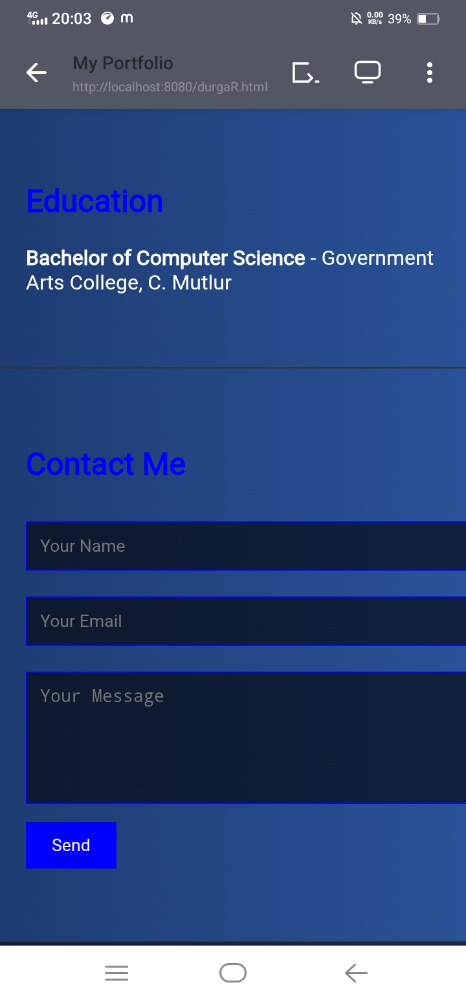 4G 20:03 m 0.00 KB/s 39%
My Portfolio
http://localhost:8080/durgaR.html
Education
Bachelor of Computer Science - Government
Arts College, C. Mutlur
Contact Me
Your Name
Your Email
Your Message
Send